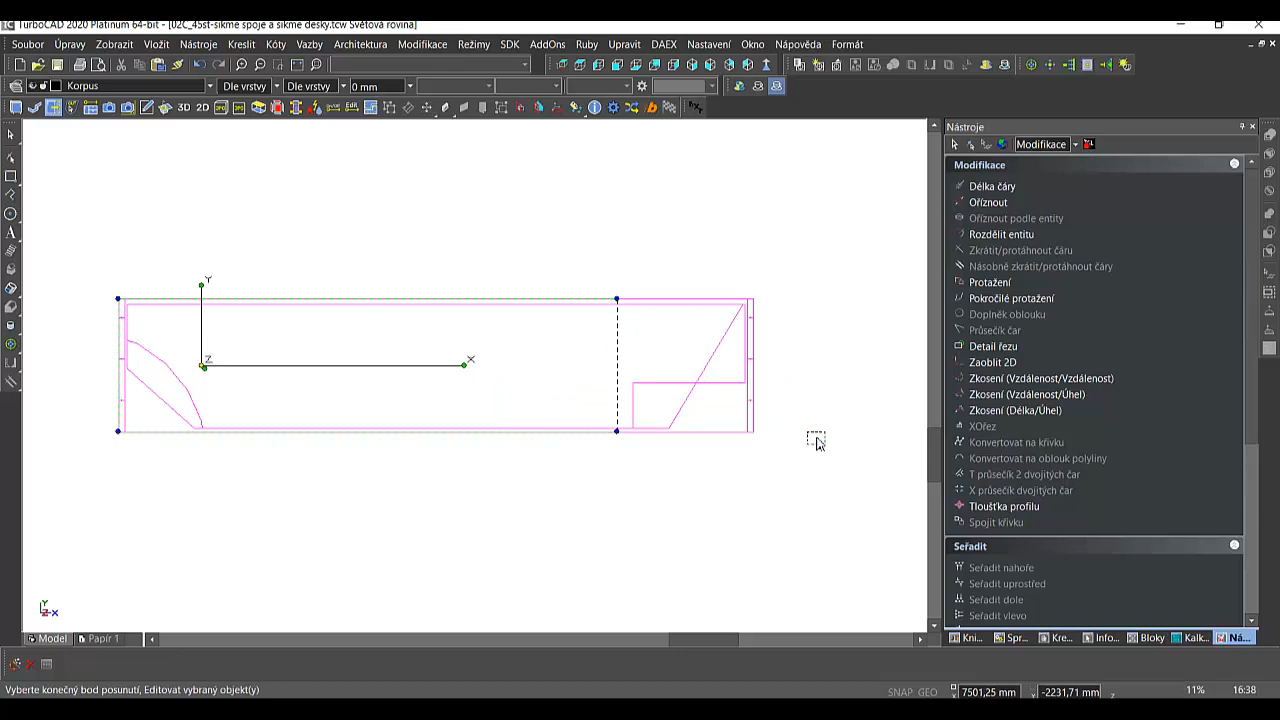 TurboCAD 2020 Platinum 64-bit - [02C_45st-sikme spoje a sikme desky.tcw Světová rovina]
Soubor Úpravy Zobrazit Vložit Nástroje Kreslit Kóty Vazby Architektura Modifikace Režimy SDK AddOns Ruby Upravit DAEX Nastavení Okno Nápověda Formát
Korpus Dle vrstvy Dle vrstvy 0 mm
3D 2D
Nástroje
Modifikace
Modifikace
Délka čáry
Oříznout
Oříznout podle entity
Rozdělit entitu
Zkrátit/protáhnout čáru
Násobně zkrátit/protáhnout čáry
Protažení
Pokročilé protažení
Doplněk oblouku
Průsečík čar
Detail řezu
Zaoblit 2D
Zkosení (Vzdálenost/Vzdálenost)
Zkosení (Vzdálenost/Úhel)
Zkosení (Délka/Úhel)
XOřez
Konvertovat na křivku
Konvertovat na oblouk polyliny
T průsečík 2 dvojitých čar
X průsečík dvojitých čar
Tloušťka profilu
Spojit křivku
Seřadit
Seřadit nahoře
Seřadit uprostřed
Seřadit dole
Seřadit vlevo
Y
Z X
Y
Z X
Model Papír 1
Kni... Spr... Kre... Info... Bloky Kalk... Ná...
Vyberte konečný bod posunutí, Editovat vybraný objekt(y)
SNAP GEO 7501,25 mm -2231,71 mm 11% 16:38